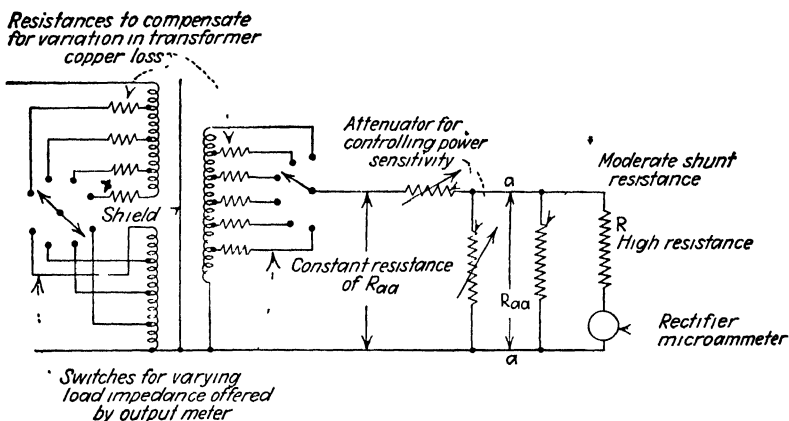 Resistances to compensate
for variation in transformer
copper loss
Attenuator for
controlling power
sensitivity
Moderate shunt
resistance
a
R
High resistance
Shield
Constant resistance
of Raa
Raa
Rectifier
microammeter
a
Switches for varying
load impedance offered
by output meter